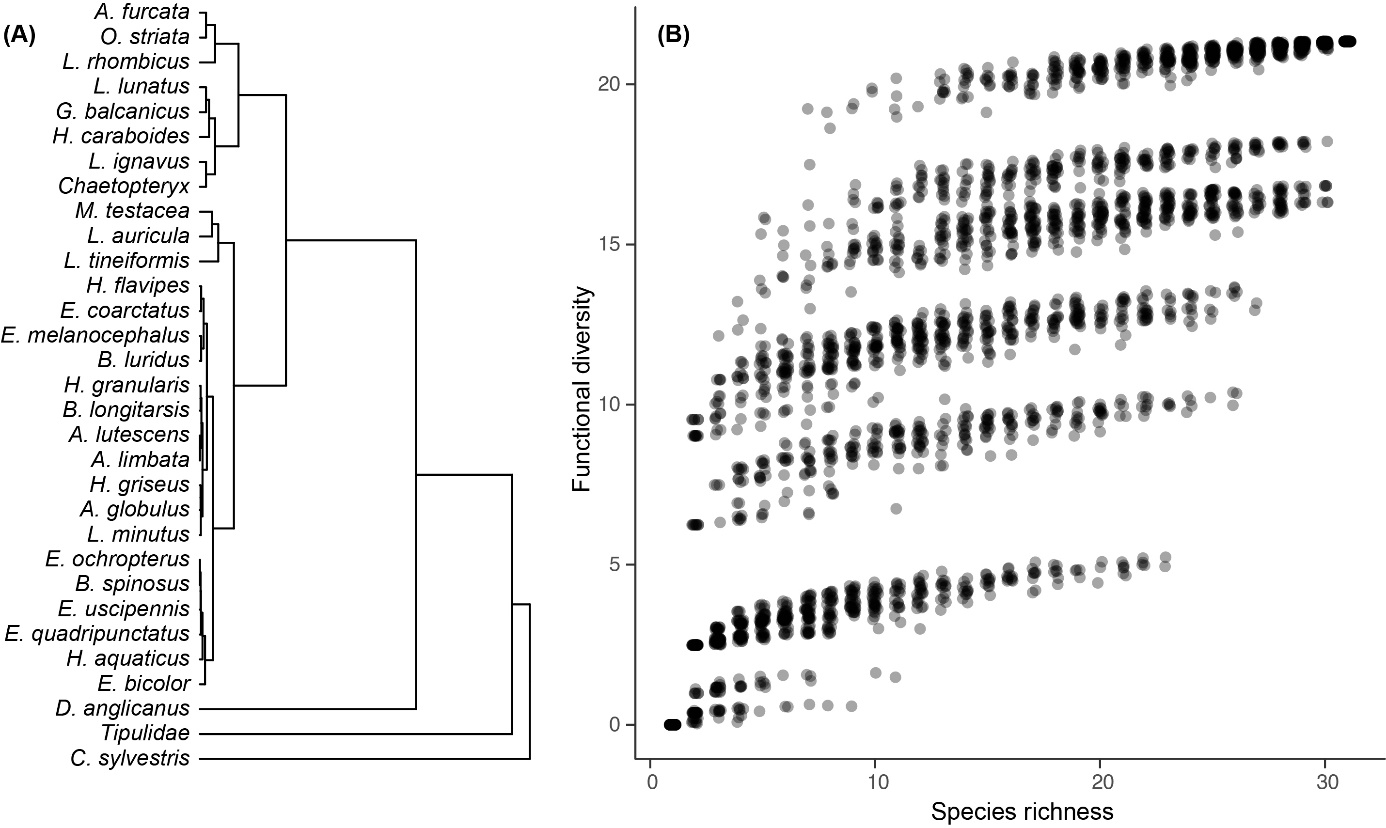 (A)
A. furcata
O. striata
L. rhombicus
L. lunatus
G. balcanicus
H. caraboides
L. ignavus
Chaetopteryx
M. testacea
L. auricula
L. tineiformis
H. flavipes
E. coarctatus
E. melanocephalus
B. luridus
H. granularis
B. longitarsis
A. lutescens
A. limbata
H. griseus
A. globulus
L. minutus
E. ochropterus
B. spinosus
E. uscipennis
E. quadripunctatus
H. aquaticus
E. bicolor
D. anglicanus
Tipulidae
C. sylvestris
(B)
Functional diversity
20
15
10
5
0
0 10 20 30
Species richness